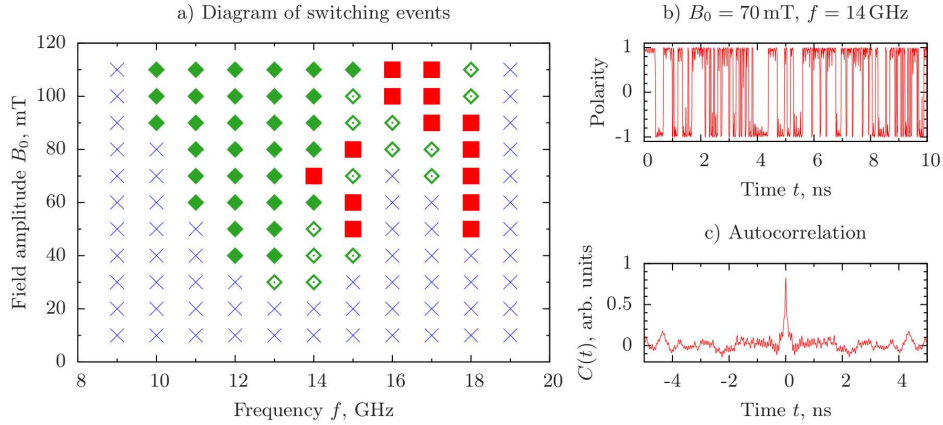 a) Diagram of switching events
120
100
80
60
40
20
0
Field amplitude B₀, mT
8 10 12 14 16 18 20
Frequency f, GHz
b) B₀ = 70 mT, f = 14 GHz
1
0
-1
Polarity
0 2 4 6 8 10
Time t, ns
c) Autocorrelation
1
0.5
0
C(t), arb. units
-4 -2 0 2 4
Time t, ns